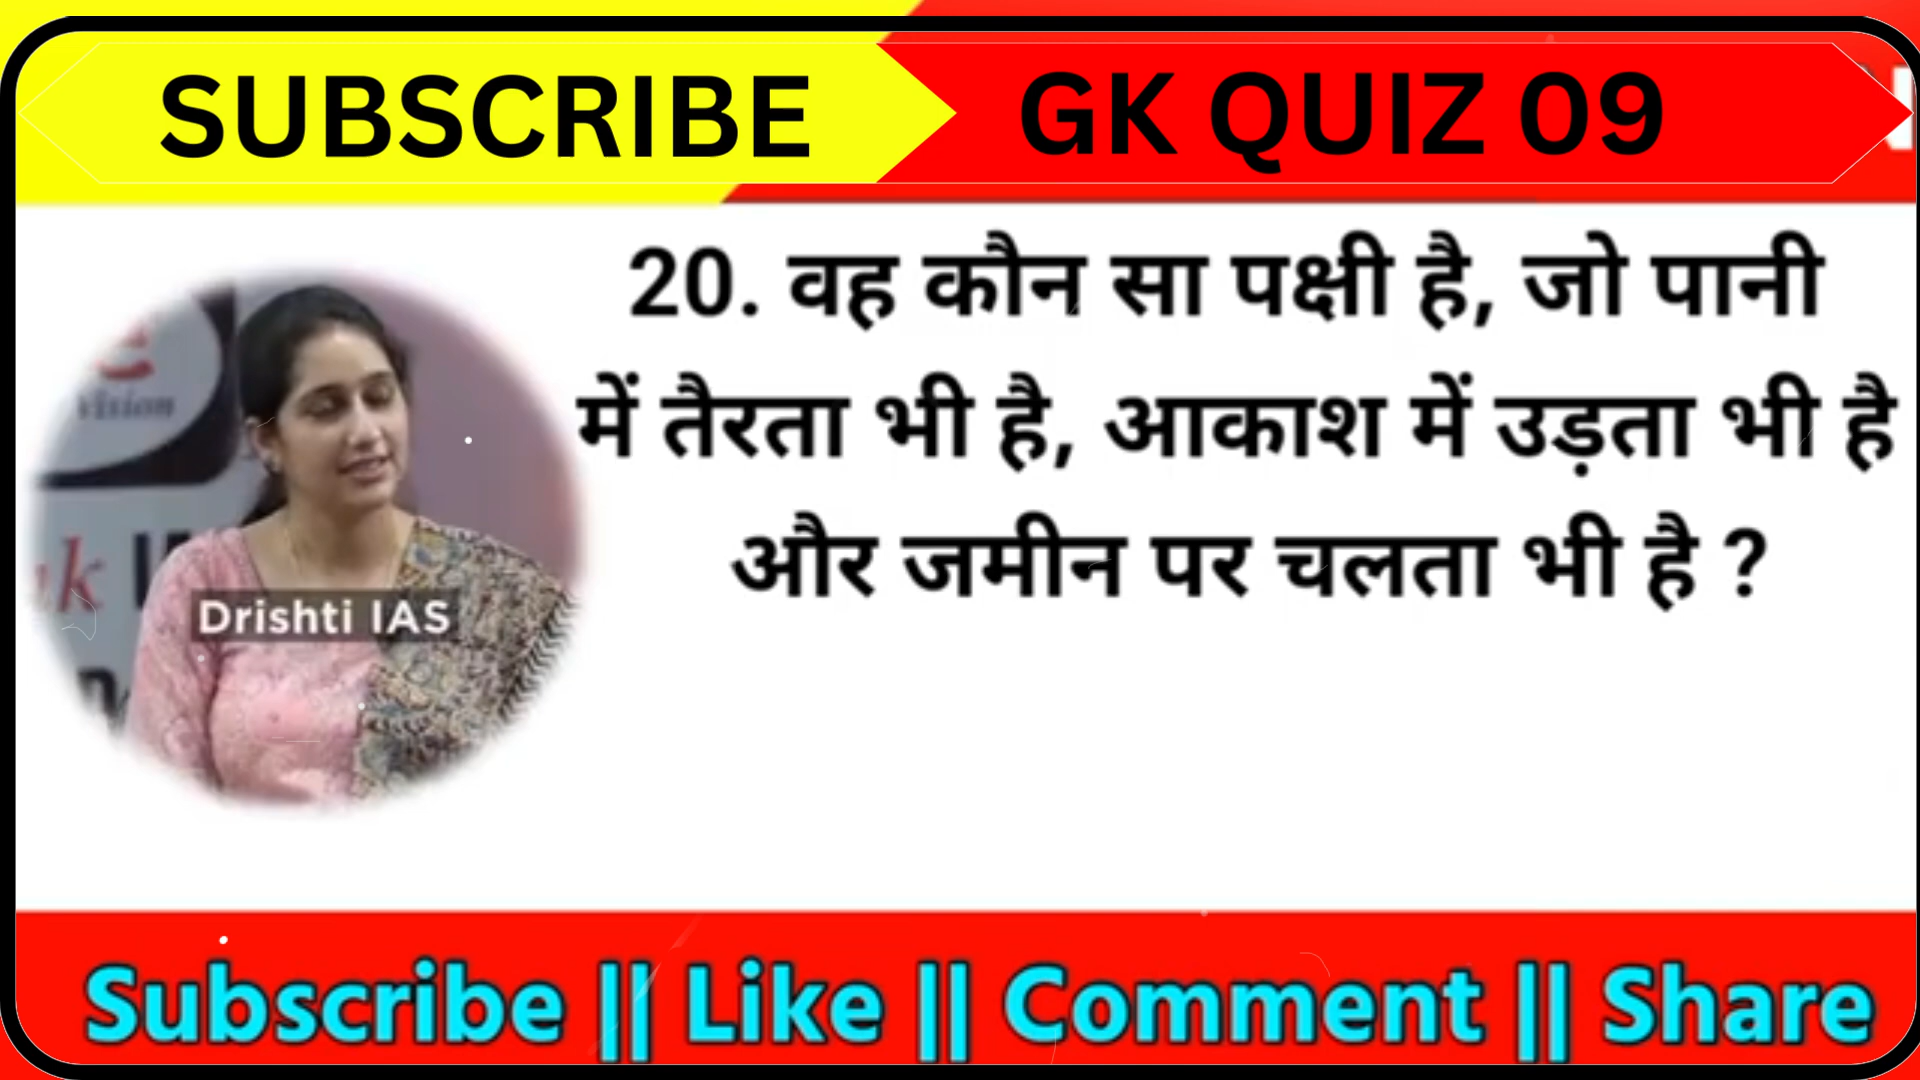 SUBSCRIBE GK QUIZ 09
20. वह कौन सा पक्षी है, जो पानी
में तैरता भी है, आकाश में उड़ता भी है
और जमीन पर चलता भी है ?
vision
Drishti IAS
Subscribe || Like || Comment || Share